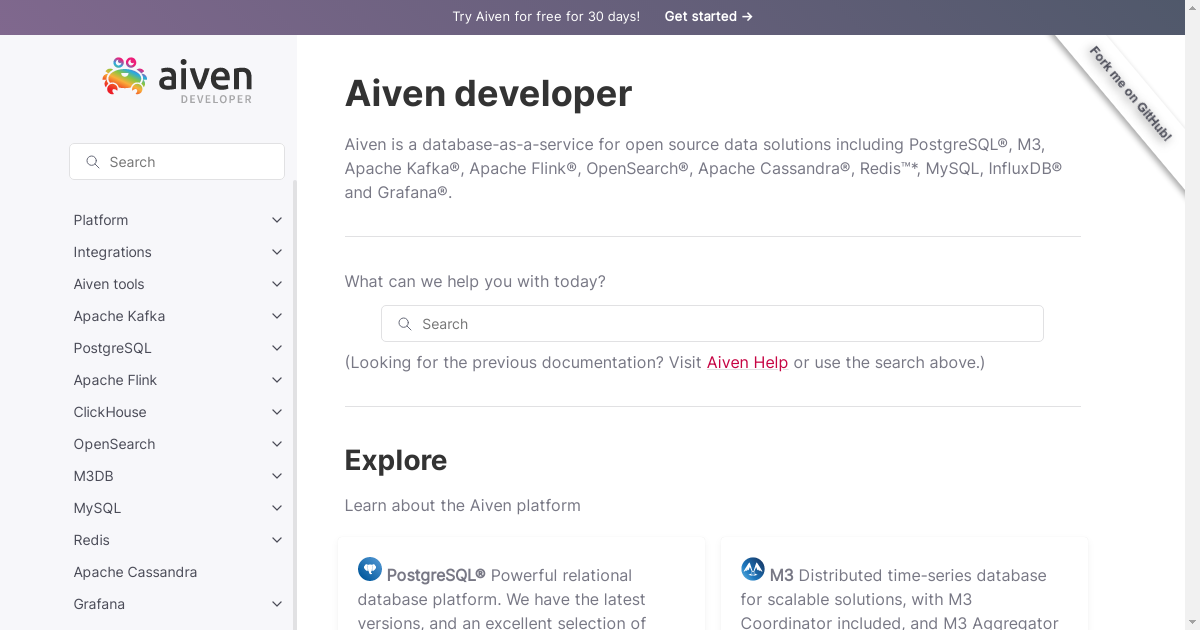 Try Aiven for free for 30 days! Get started →
aiven
DEVELOPER
Search
Platform
Integrations
Aiven tools
Apache Kafka
PostgreSQL
Apache Flink
ClickHouse
OpenSearch
M3DB
MySQL
Redis
Apache Cassandra
Grafana
Fork me on GitHub!
Aiven developer
Aiven is a database-as-a-service for open source data solutions including PostgreSQL®, M3,
Apache Kafka®, Apache Flink®, OpenSearch®, Apache Cassandra®, Redis™*, MySQL, InfluxDB®
and Grafana®.
What can we help you with today?
Search
(Looking for the previous documentation? Visit Aiven Help or use the search above.)
Explore
Learn about the Aiven platform
PostgreSQL® Powerful relational
database platform. We have the latest
versions, and an excellent selection of
M3 Distributed time-series database
for scalable solutions, with M3
Coordinator included, and M3 Aggregator